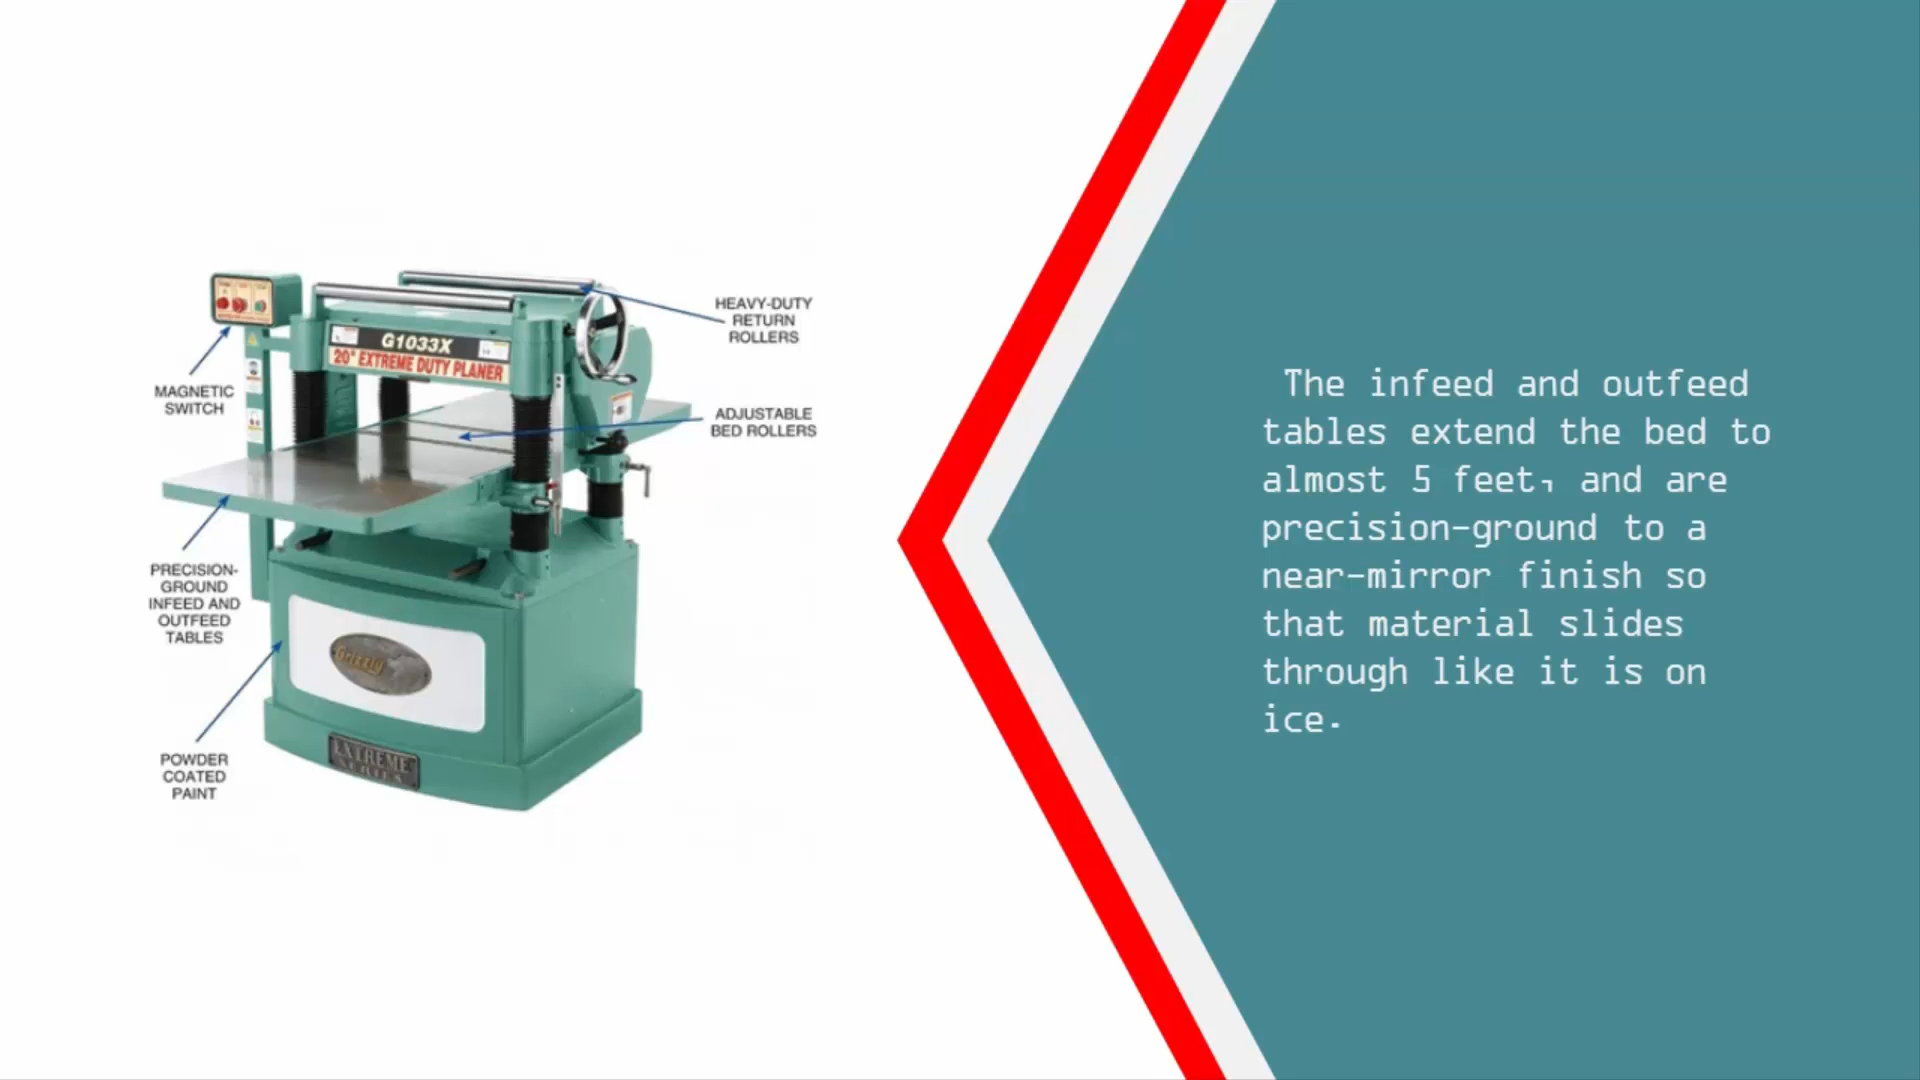 HEAVY-DUTY
RETURN
ROLLERS
G1033X
20" EXTREME DUTY PLANER
MAGNETIC
SWITCH
ADJUSTABLE
BED ROLLERS
PRECISION-
GROUND
INFEED AND
OUTFEED
TABLES
Grizzly
POWDER
COATED
PAINT
EXTREME
SERIES
The infeed and outfeed
tables extend the bed to
almost 5 feet, and are
precision-ground to a
near-mirror finish so
that material slides
through like it is on
ice.